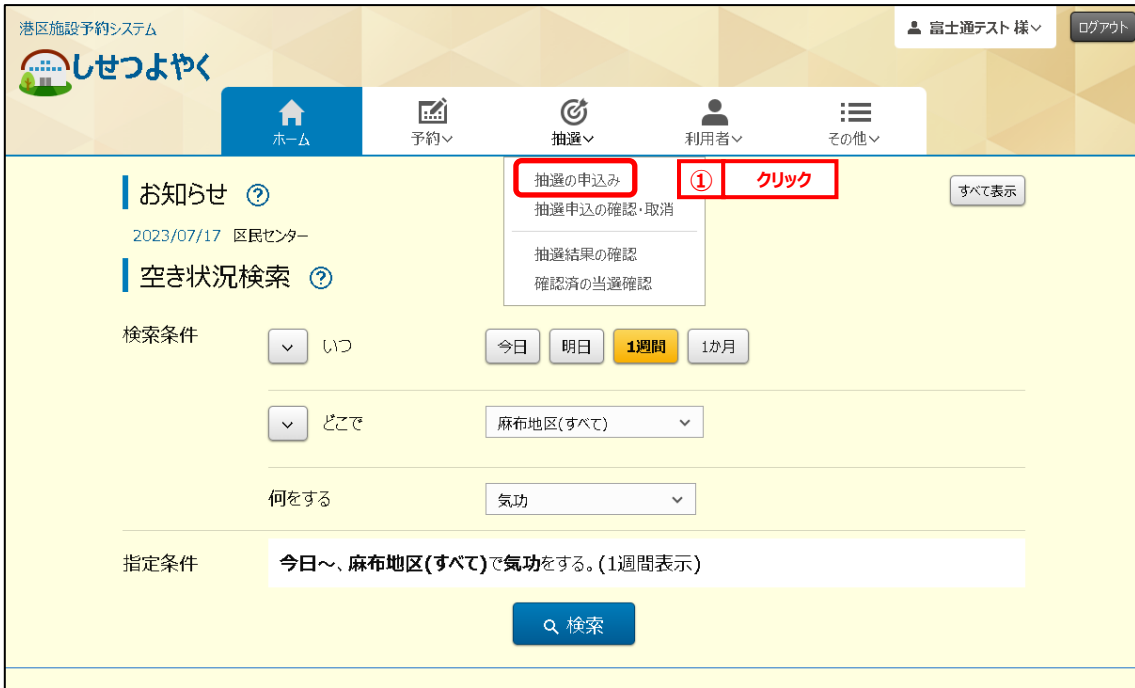 港区施設予約システム
富士通テスト 様
ログアウト
しせつよやく
ホーム
予約
抽選
利用者
その他
抽選の申込み
① クリック
抽選申込の確認・取消
抽選結果の確認
確認済の当選確認
お知らせ ?
すべて表示
2023/07/17 区民センター
空き状況検索 ?
検索条件
いつ
今日 明日 1週間 1か月
どこで
麻布地区(すべて)
何をする
気功
指定条件
今日～、麻布地区(すべて)で気功をする。(1週間表示)
検索